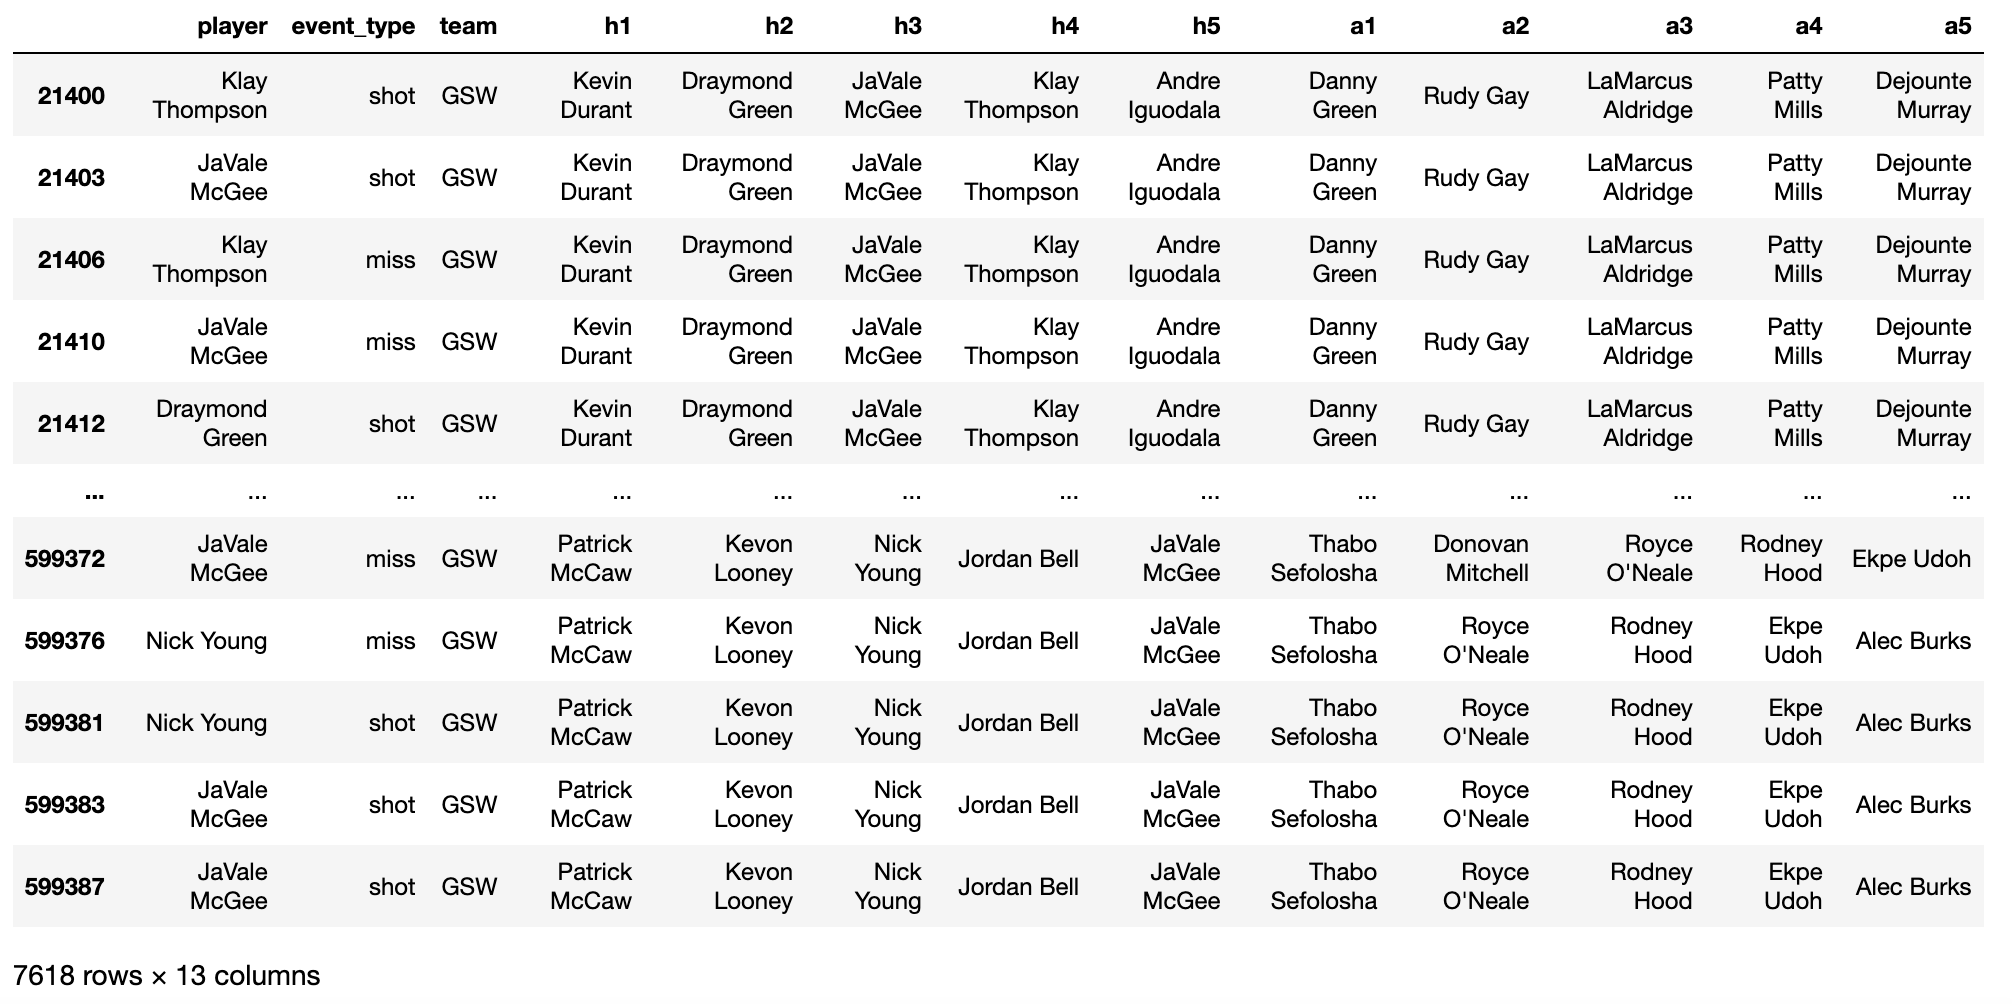 player event_type team h1 h2 h3 h4 h5 a1 a2 a3 a4 a5
21400 Klay Thompson shot GSW Kevin Durant Draymond Green JaVale McGee Klay Thompson Andre Iguodala Danny Green Rudy Gay LaMarcus Aldridge Patty Mills Dejounte Murray
21403 JaVale McGee shot GSW Kevin Durant Draymond Green JaVale McGee Klay Thompson Andre Iguodala Danny Green Rudy Gay LaMarcus Aldridge Patty Mills Dejounte Murray
21406 Klay Thompson miss GSW Kevin Durant Draymond Green JaVale McGee Klay Thompson Andre Iguodala Danny Green Rudy Gay LaMarcus Aldridge Patty Mills Dejounte Murray
21410 JaVale McGee miss GSW Kevin Durant Draymond Green JaVale McGee Klay Thompson Andre Iguodala Danny Green Rudy Gay LaMarcus Aldridge Patty Mills Dejounte Murray
21412 Draymond Green shot GSW Kevin Durant Draymond Green JaVale McGee Klay Thompson Andre Iguodala Danny Green Rudy Gay LaMarcus Aldridge Patty Mills Dejounte Murray
... ... ... ... ... ... ... ... ... ... ... ... ... ...
599372 JaVale McGee miss GSW Patrick McCaw Kevon Looney Nick Young Jordan Bell JaVale McGee Thabo Sefolosha Donovan Mitchell Royce O'Neale Rodney Hood Ekpe Udoh
599376 Nick Young miss GSW Patrick McCaw Kevon Looney Nick Young Jordan Bell JaVale McGee Thabo Sefolosha Royce O'Neale Rodney Hood Ekpe Udoh Alec Burks
599381 Nick Young shot GSW Patrick McCaw Kevon Looney Nick Young Jordan Bell JaVale McGee Thabo Sefolosha Royce O'Neale Rodney Hood Ekpe Udoh Alec Burks
599383 JaVale McGee shot GSW Patrick McCaw Kevon Looney Nick Young Jordan Bell JaVale McGee Thabo Sefolosha Royce O'Neale Rodney Hood Ekpe Udoh Alec Burks
599387 JaVale McGee shot GSW Patrick McCaw Kevon Looney Nick Young Jordan Bell JaVale McGee Thabo Sefolosha Royce O'Neale Rodney Hood Ekpe Udoh Alec Burks
7618 rows × 13 columns